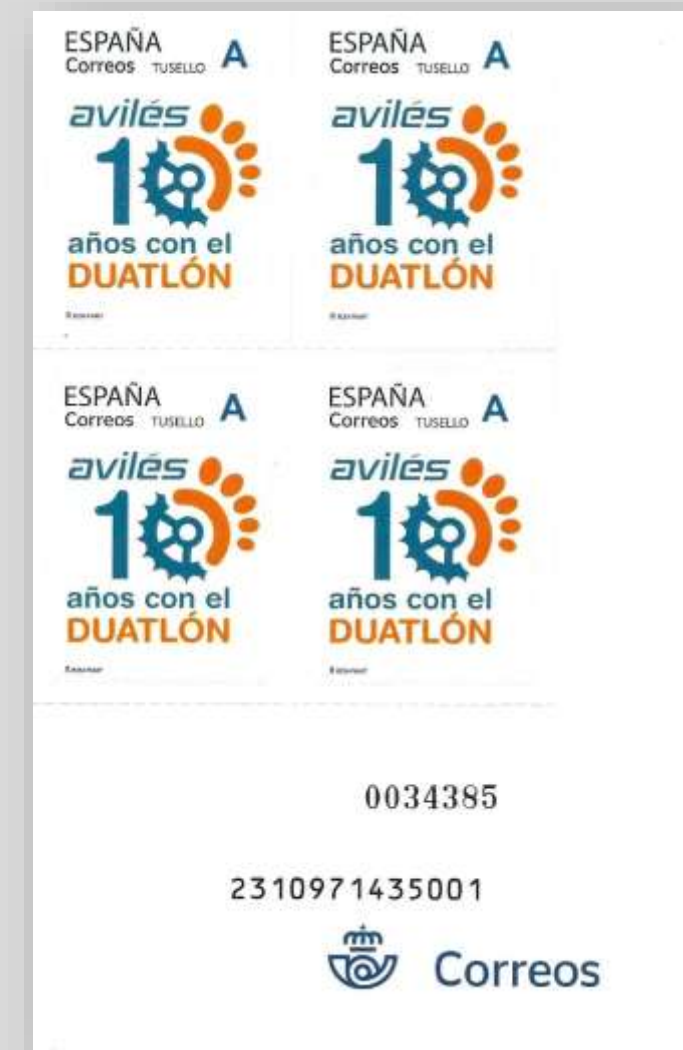 ESPAÑA
Correos TUSELLO A
avilés
10
años con el
DUATLÓN
ESPAÑA
Correos TUSELLO A
avilés
10
años con el
DUATLÓN
ESPAÑA
Correos TUSELLO A
avilés
10
años con el
DUATLÓN
ESPAÑA
Correos TUSELLO A
avilés
10
años con el
DUATLÓN
0034385
2310971435001
Correos